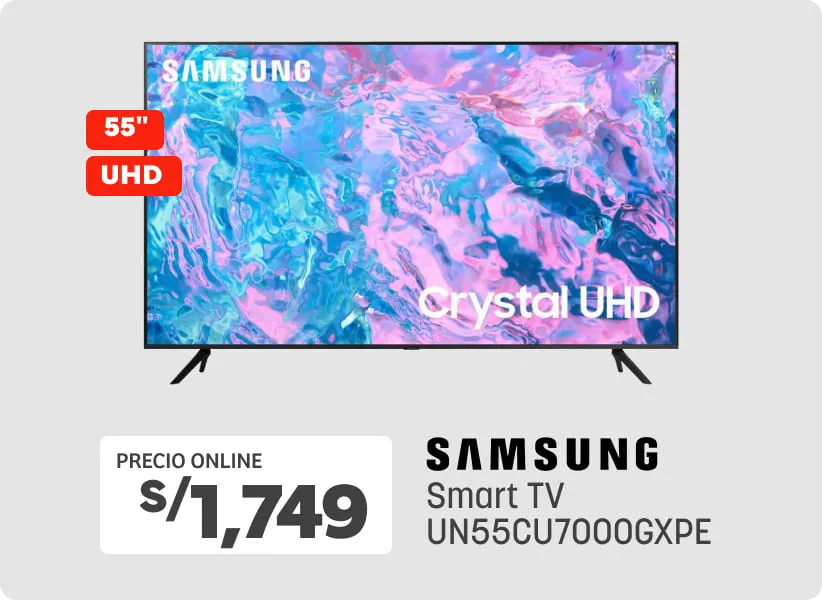 SAMSUNG
55"
UHD
Crystal UHD
PRECIO ONLINE
S/1,749
SAMSUNG
Smart TV
UN55CU7000GXPE